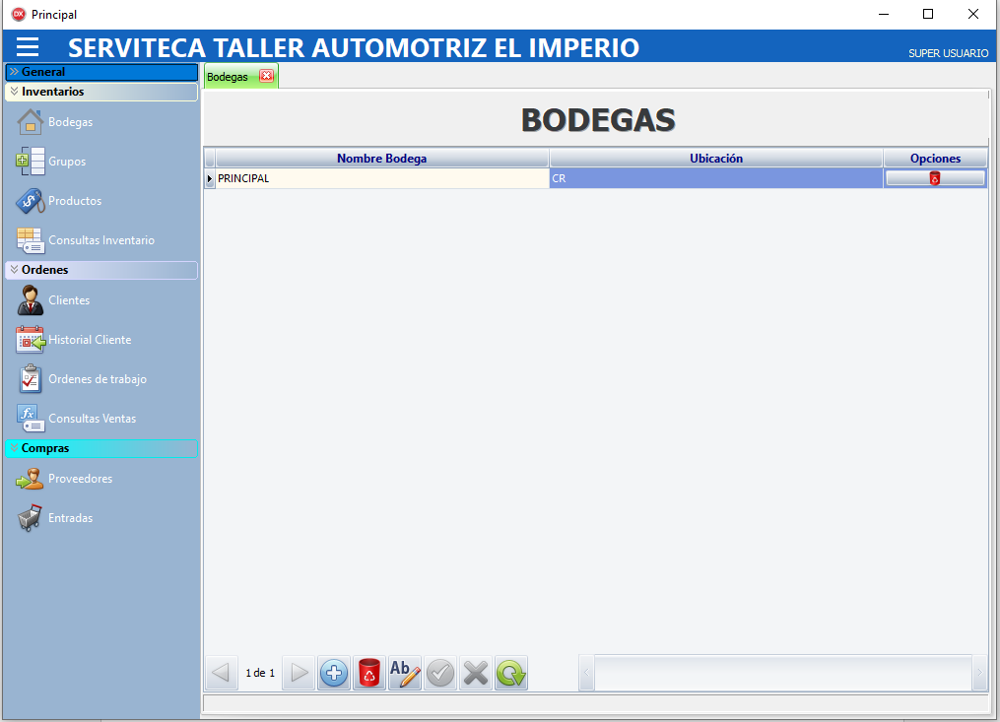 Principal
SERVITECA TALLER AUTOMOTRIZ EL IMPERIO
SUPER USUARIO
General
Inventarios
Bodegas
Grupos
Productos
Consultas Inventario
Ordenes
Clientes
Historial Cliente
Ordenes de trabajo
Consultas Ventas
Compras
Proveedores
Entradas
Bodegas
BODEGAS
Nombre Bodega Ubicación Opciones
PRINCIPAL CR
1 de 1
Ab